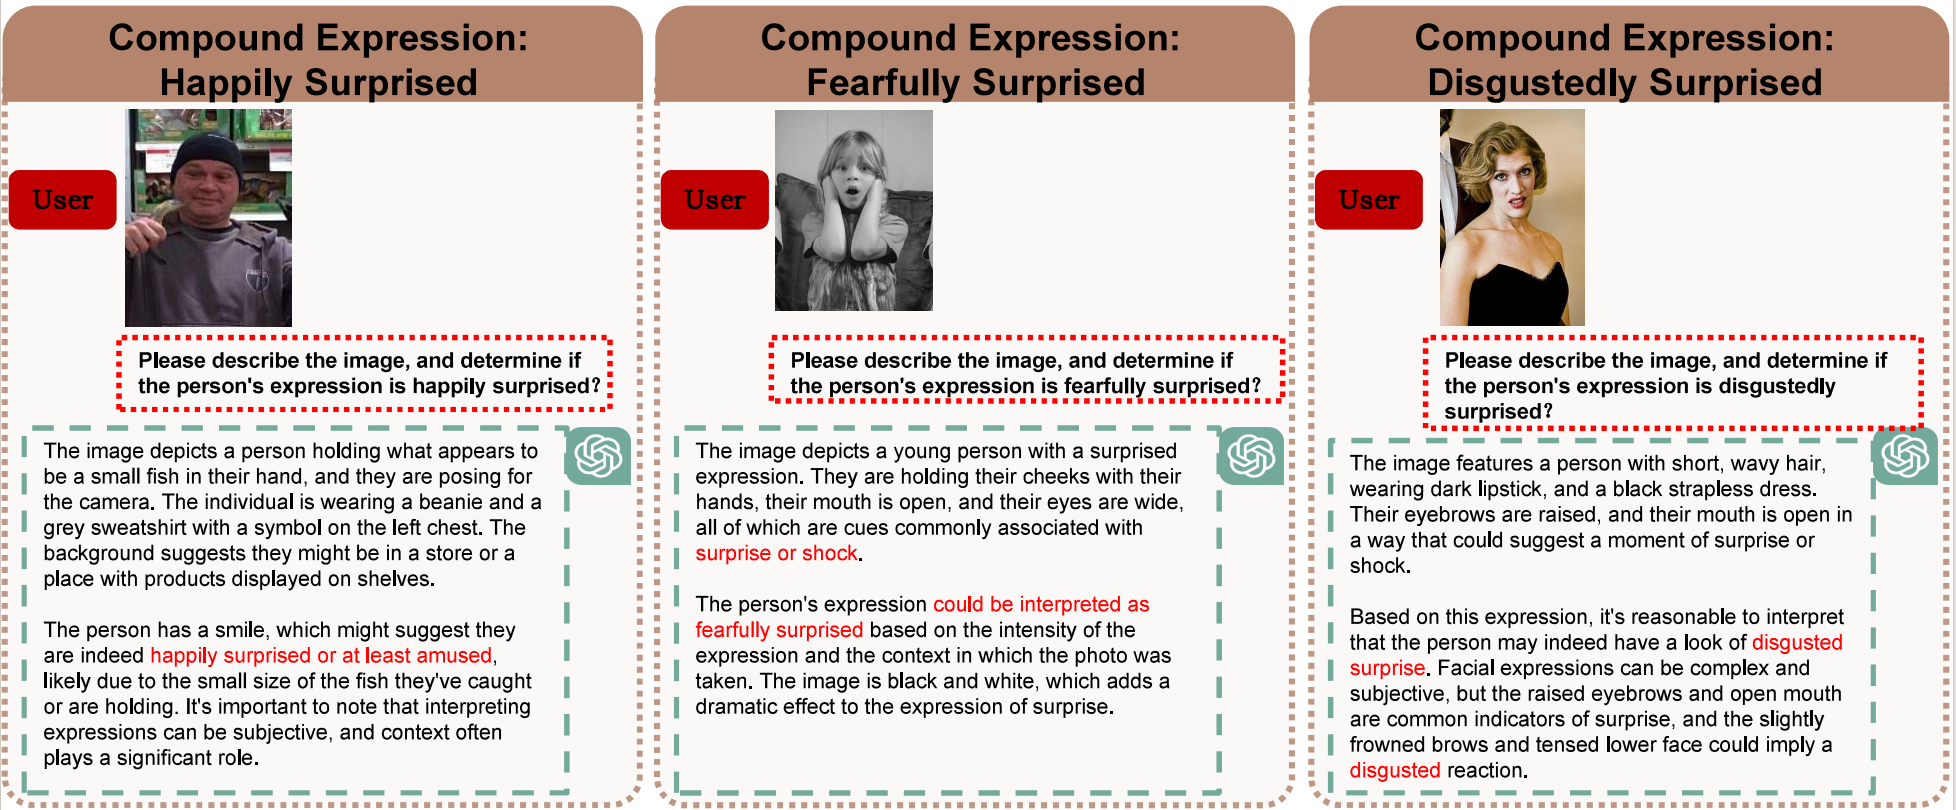 Compound Expression:
Happily Surprised
User
Please describe the image, and determine if
the person's expression is happily surprised?
The image depicts a person holding what appears to
be a small fish in their hand, and they are posing for
the camera. The individual is wearing a beanie and a
grey sweatshirt with a symbol on the left chest. The
background suggests they might be in a store or a
place with products displayed on shelves.
The person has a smile, which might suggest they
are indeed happily surprised or at least amused,
likely due to the small size of the fish they've caught
or are holding. It's important to note that interpreting
expressions can be subjective, and context often
plays a significant role.
Compound Expression:
Fearfully Surprised
User
Please describe the image, and determine if
the person's expression is fearfully surprised?
The image depicts a young person with a surprised
expression. They are holding their cheeks with their
hands, their mouth is open, and their eyes are wide,
all of which are cues commonly associated with
surprise or shock.
The person's expression could be interpreted as
fearfully surprised based on the intensity of the
expression and the context in which the photo was
taken. The image is black and white, which adds a
dramatic effect to the expression of surprise.
Compound Expression:
Disgustedly Surprised
User
Please describe the image, and determine if
the person's expression is disgustedly
surprised?
The image features a person with short, wavy hair,
wearing dark lipstick, and a black strapless dress.
Their eyebrows are raised, and their mouth is open in
a way that could suggest a moment of surprise or
shock.
Based on this expression, it's reasonable to interpret
that the person may indeed have a look of disgusted
surprise. Facial expressions can be complex and
subjective, but the raised eyebrows and open mouth
are common indicators of surprise, and the slightly
frowned brows and tensed lower face could imply a
disgusted reaction.